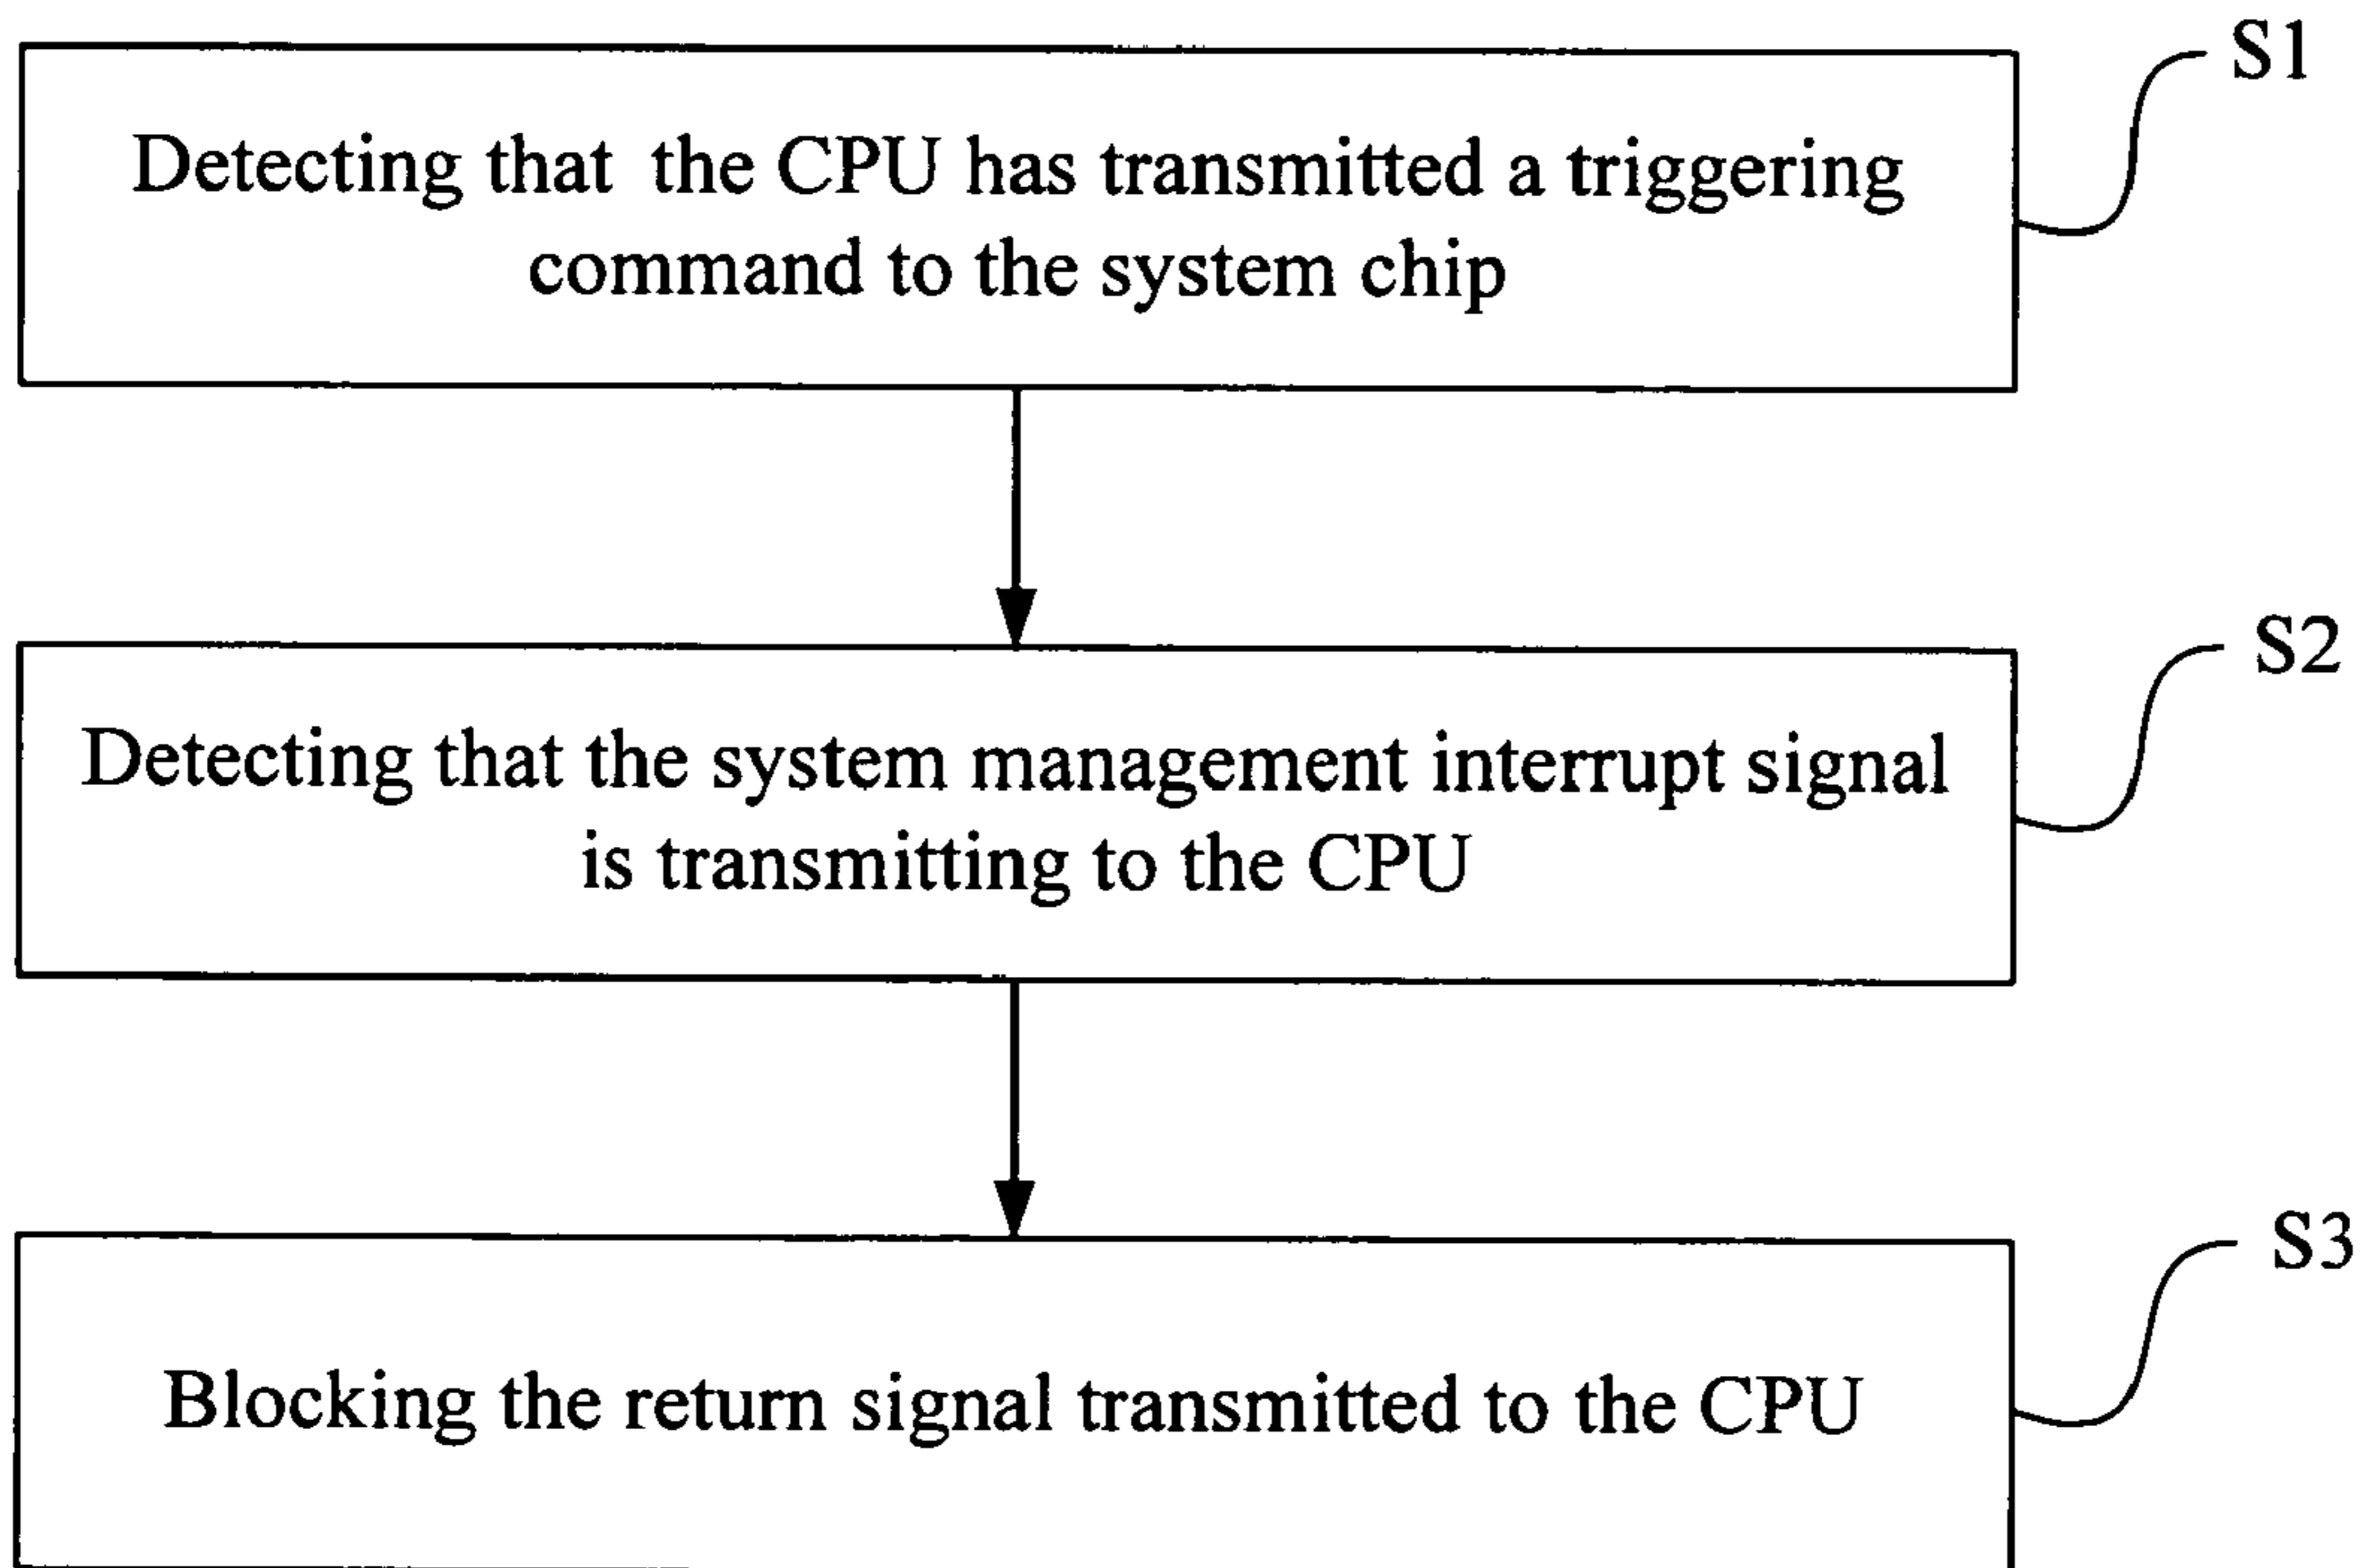 S1
Detecting that the CPU has transmitted a triggering
command to the system chip
S2
Detecting that the system management interrupt signal
is transmitting to the CPU
S3
Blocking the return signal transmitted to the CPU